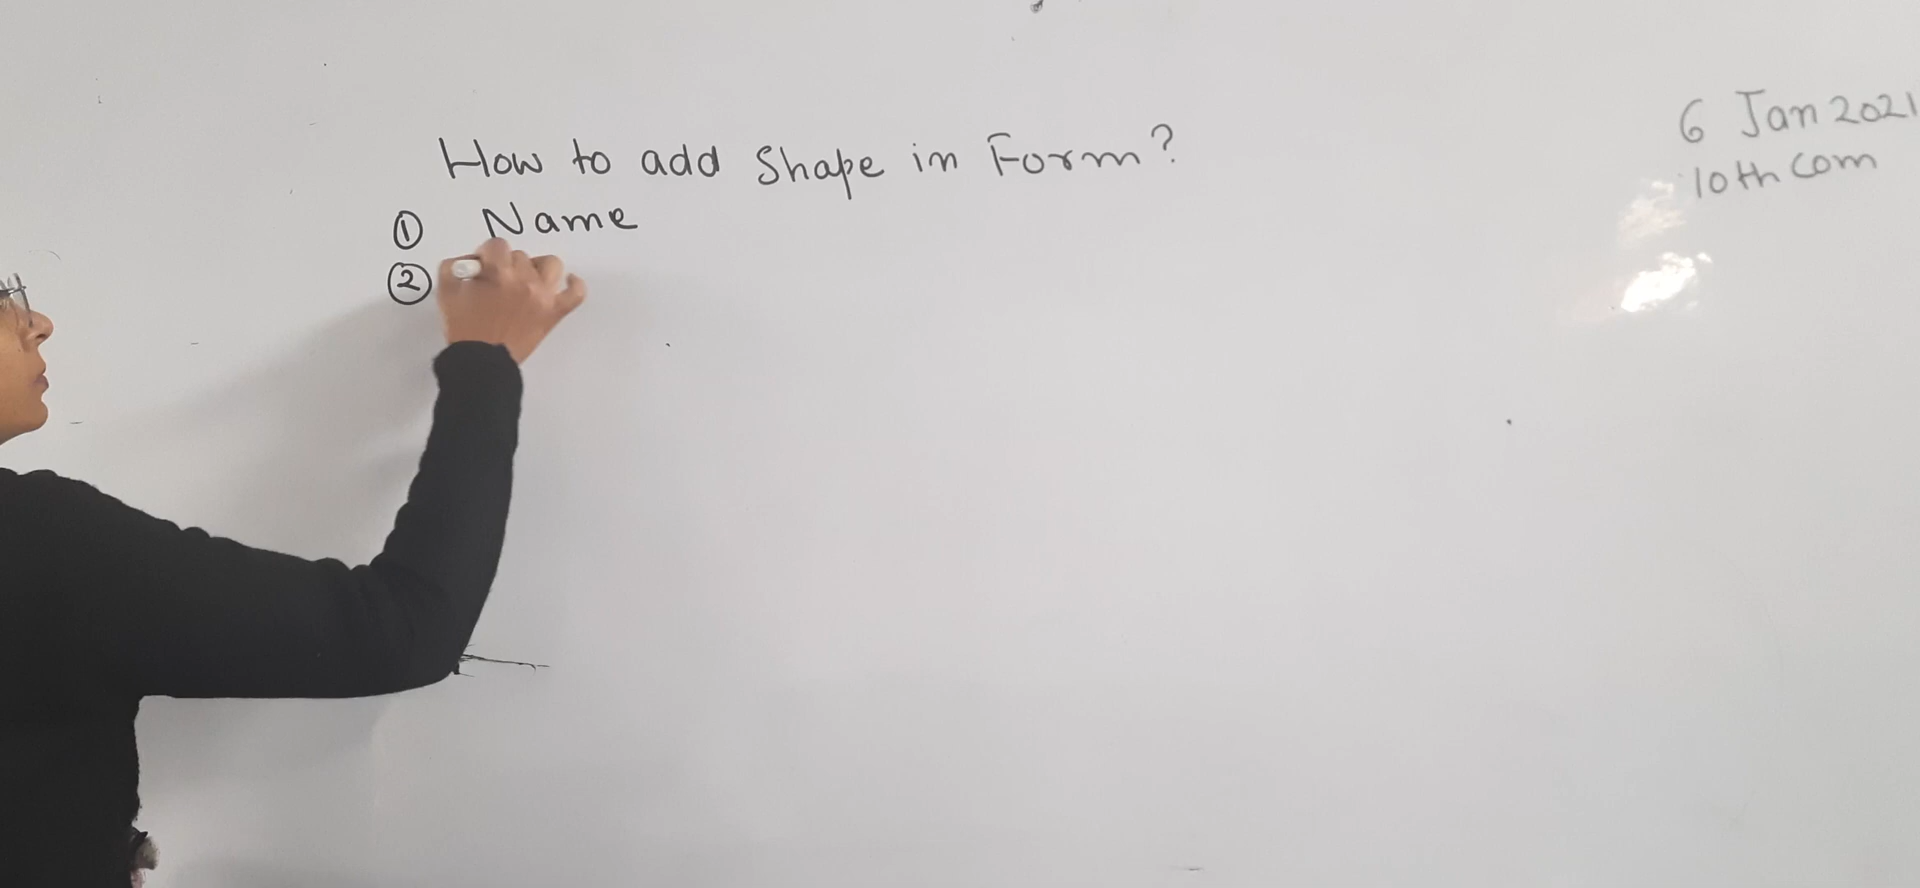 How to add Shape in Form?
① Name
②
6 Jan 2021
10th Com